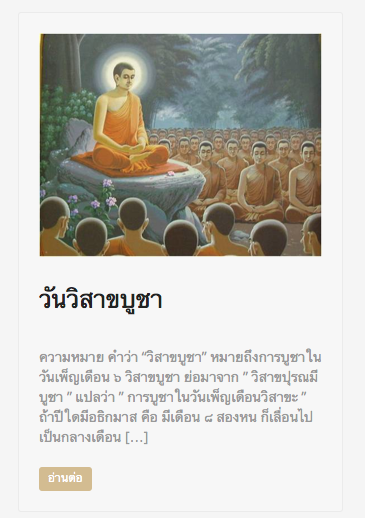 วันวิสาขบูชา
ความหมาย คำว่า “วิสาขบูชา” หมายถึงการบูชาใน
วันเพ็ญเดือน ๖ วิสาขบูชา ย่อมาจาก ” วิสาขปุรณมี
บูชา ” แปลว่า ” การบูชาในวันเพ็ญเดือนวิสาขะ ”
ถ้าปีใดมีอธิกมาส คือ มีเดือน ๘ สองหน ก็เลื่อนไป
เป็นกลางเดือน […]
อ่านต่อ